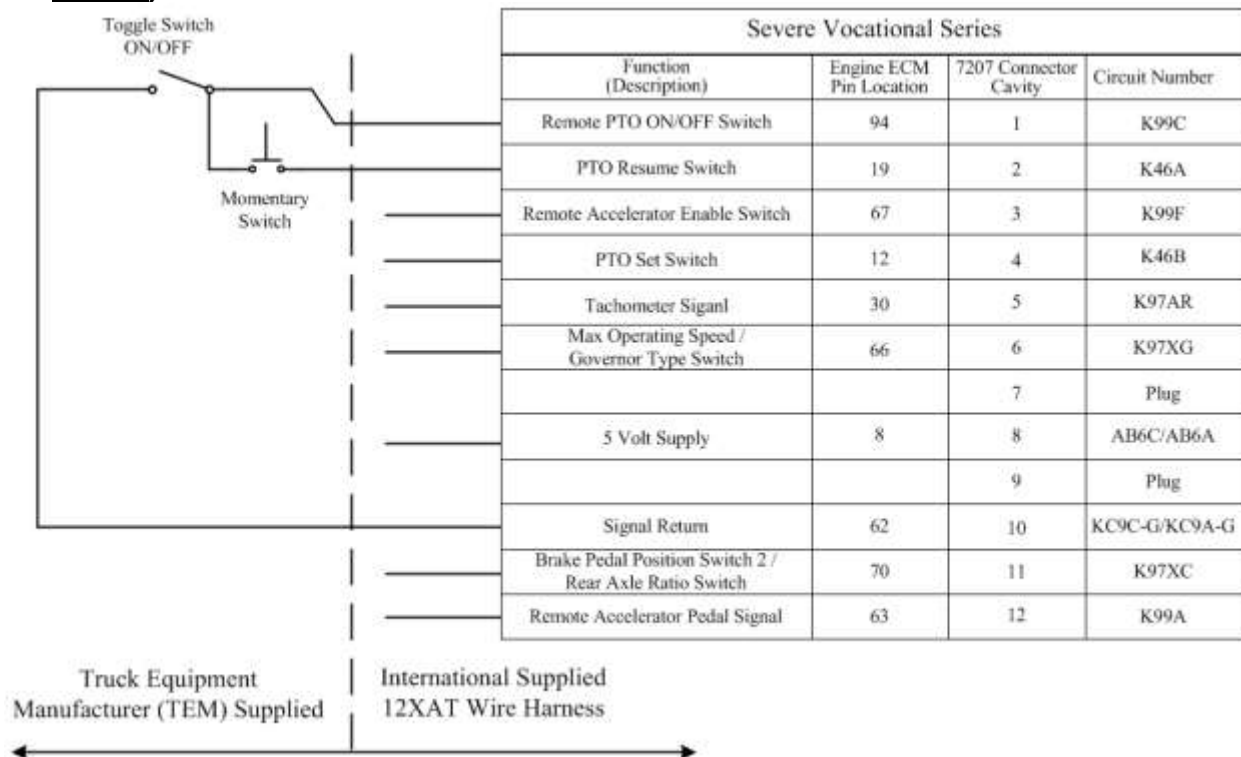 Toggle Switch
ON/OFF
Momentary
Switch
Severe Vocational Series
Function
(Description)
Engine ECM
Pin Location
7207 Connector
Cavity
Circuit Number
Remote PTO ON/OFF Switch 94 1 K99C
PTO Resume Switch 19 2 K46A
Remote Accelerator Enable Switch 67 3 K99F
PTO Set Switch 12 4 K46B
Tachometer Siganl 30 5 K97AR
Max Operating Speed /
Governor Type Switch 66 6 K97XG
7 Plug
5 Volt Supply 8 8 AB6C/AB6A
9 Plug
Signal Return 62 10 KC9C-G/KC9A-G
Brake Pedal Position Switch 2 /
Rear Axle Ratio Switch 70 11 K97XC
Remote Accelerator Pedal Signal 63 12 K99A
Truck Equipment
Manufacturer (TEM) Supplied
International Supplied
12XAT Wire Harness